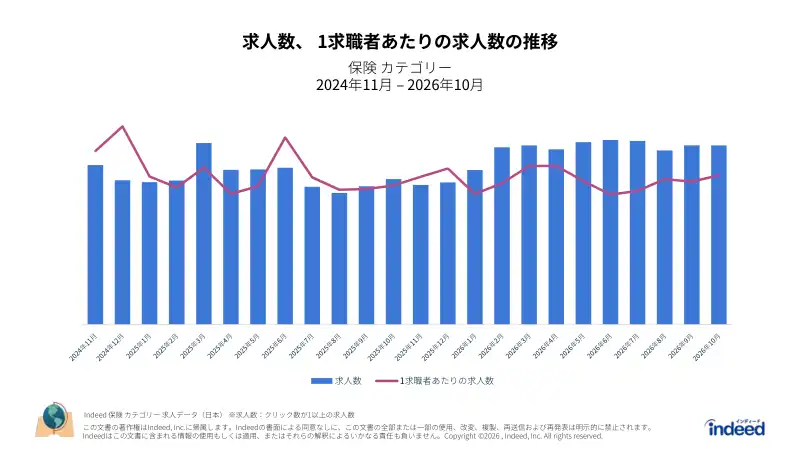 求人数、 1求職者あたりの求人数の推移
保険 カテゴリー
2024年11月 – 2026年10月
2024年11月
2024年12月
2025年1月
2025年2月
2025年3月
2025年4月
2025年5月
2025年6月
2025年7月
2025年8月
2025年9月
2025年10月
2025年11月
2025年12月
2026年1月
2026年2月
2026年3月
2026年4月
2026年5月
2026年6月
2026年7月
2026年8月
2026年9月
2026年10月
求人数
1求職者あたりの求人数
Indeed 保険 カテゴリー 求人データ（日本） ※求人数：クリック数が1以上の求人数
この文書の著作権はIndeed, Inc.に帰属します。Indeedの書面による同意なしに、この文書の全部または一部の使用、改変、複製、再送信および再発表は明示的に禁止されます。
Indeedはこの文書に含まれる情報の使用もしくは適用、またはそれらの解釈によるいかなる責任も負いません。Copyright ©2026 , Indeed, Inc. All rights reserved.
インディード
indeed